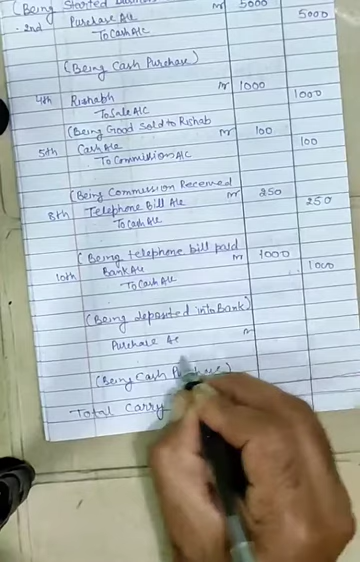 (Being Started
Dr 5000
2nd Purchase A/c 5000
To Cash A/C
(Being Cash Purchase)
4th Rishabh Dr 1000
To Sale A/C 1000
(Being Good Sold to Rishab
5th Cash A/c Dr 100
To Commission A/C 100
(Being Commission Received
8th Telephone Bill A/c Dr 250
To Cash A/c 250
(Being telephone bill paid
10th Bank A/c Dr 1000
To Cash A/c 1000
(Being deposited into Bank)
Purchase Ac Dr
(Being Cash Purchase)
Total Carry